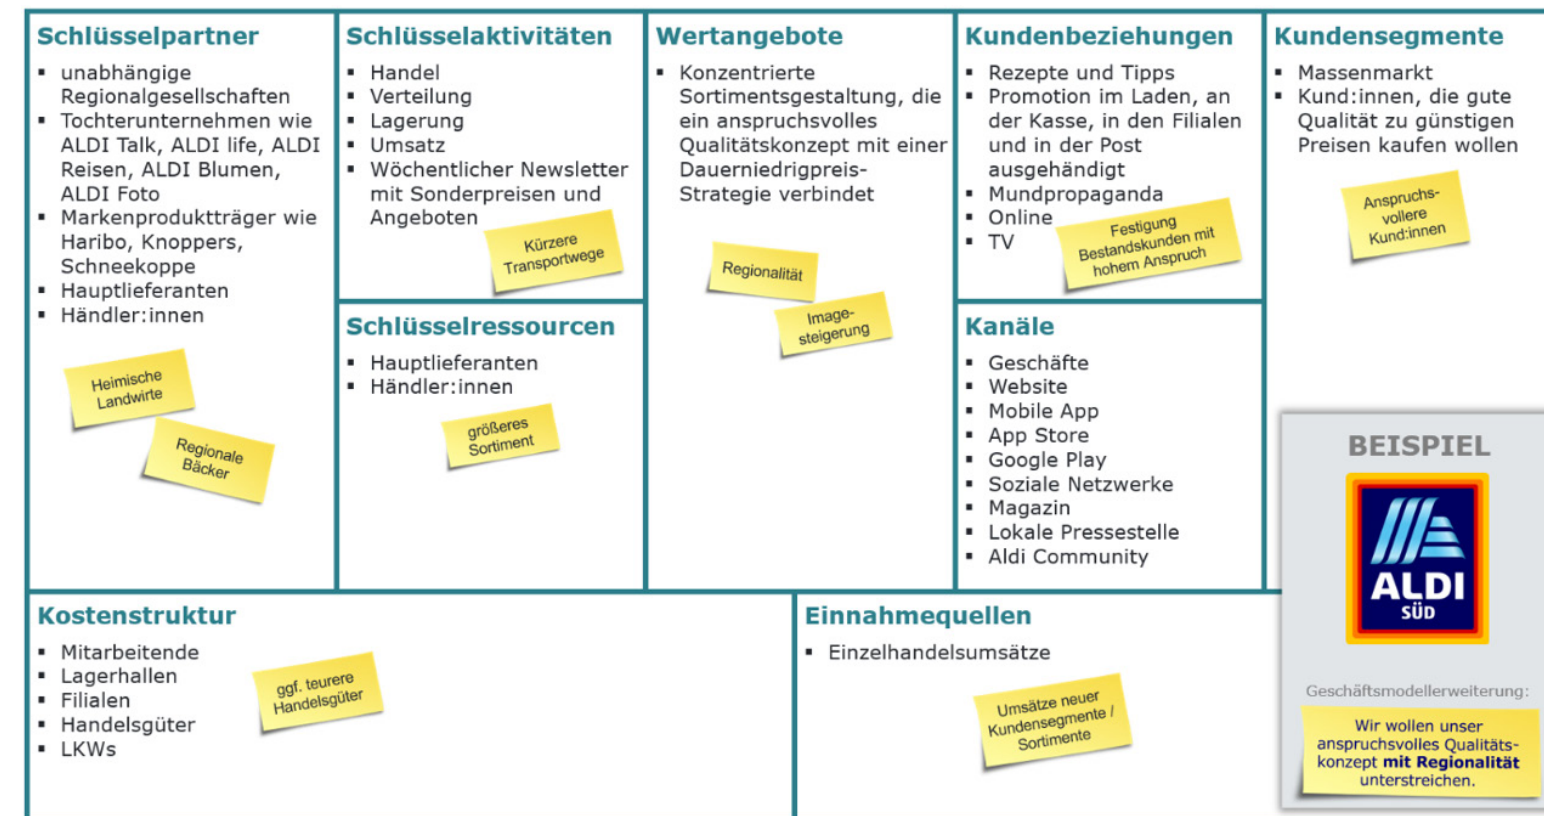 Schlüsselpartner
▪ unabhängige
Regionalgesellschaften
▪ Tochterunternehmen wie
ALDI Talk, ALDI life, ALDI
Reisen, ALDI Blumen,
ALDI Foto
▪ Markenproduktträger wie
Haribo, Knoppers,
Schneekoppe
▪ Hauptlieferanten
▪ Händler:innen
Heimische
Landwirte
Regionale
Bäcker
Schlüsselaktivitäten
▪ Handel
▪ Verteilung
▪ Lagerung
▪ Umsatz
▪ Wöchentlicher Newsletter
mit Sonderpreisen und
Angeboten
Kürzere
Transportwege
Schlüsselressourcen
▪ Hauptlieferanten
▪ Händler:innen
größeres
Sortiment
Wertangebote
▪ Konzentrierte
Sortimentsgestaltung, die
ein anspruchsvolles
Qualitätskonzept mit einer
Dauerniedrigpreis-
Strategie verbindet
Regionalität
Image-
steigerung
Kundenbeziehungen
▪ Rezepte und Tipps
▪ Promotion im Laden, an
der Kasse, in den Filialen
und in der Post
ausgehändigt
▪ Mundpropaganda
▪ Online
▪ TV
Festigung
Bestandskunden mit
hohem Anspruch
Kanäle
▪ Geschäfte
▪ Website
▪ Mobile App
▪ App Store
▪ Google Play
▪ Soziale Netzwerke
▪ Magazin
▪ Lokale Pressestelle
▪ Aldi Community
Kundensegmente
▪ Massenmarkt
▪ Kund:innen, die gute
Qualität zu günstigen
Preisen kaufen wollen
Anspruchs-
vollere
Kund:innen
Kostenstruktur
▪ Mitarbeitende
▪ Lagerhallen
▪ Filialen
▪ Handelsgüter
▪ LKWs
ggf. teurere
Handelsgüter
Einnahmequellen
▪ Einzelhandelsumsätze
Umsätze neuer
Kundensegmente /
Sortimente
BEISPIEL
ALDI
SÜD
Geschäftsmodellerweiterung:
Wir wollen unser
anspruchsvolles Qualitäts-
konzept mit Regionalität
unterstreichen.